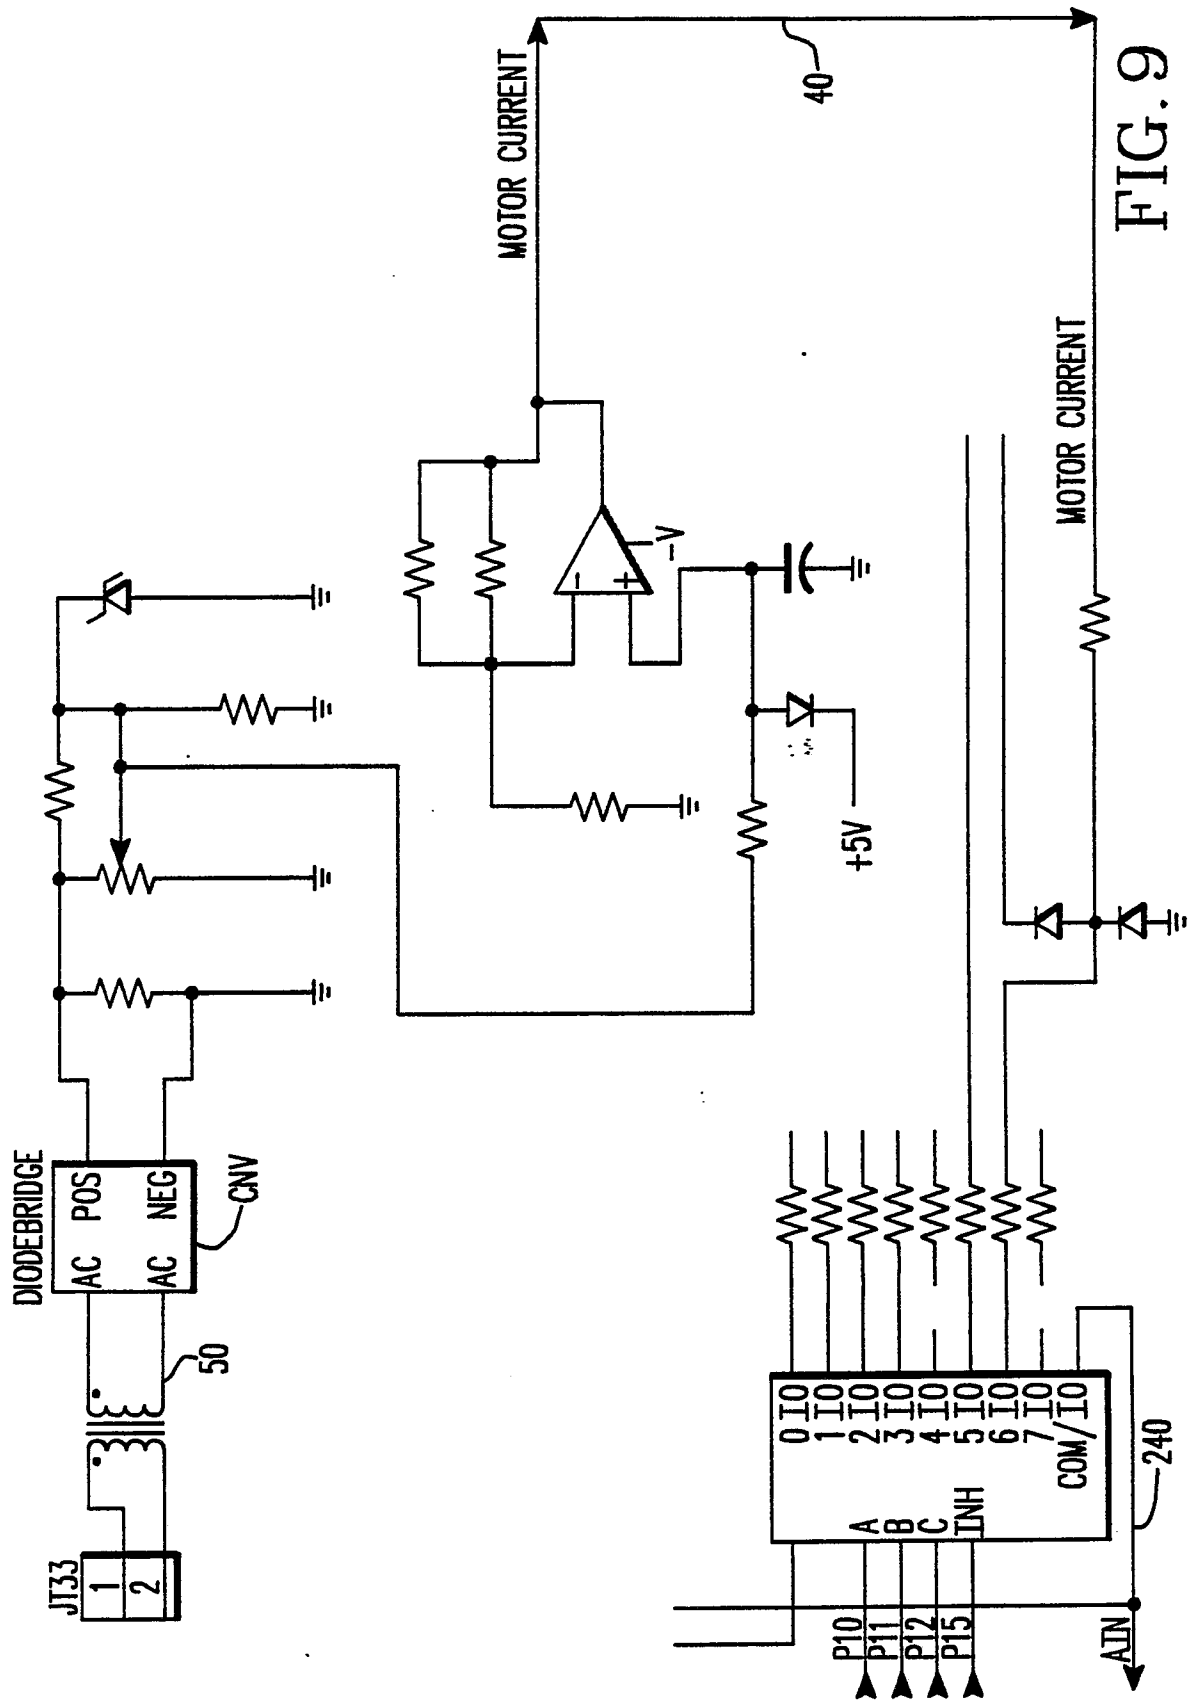 JT33
1
2
50
DIODEBRIDGE
AC POS
AC NEG
CNV
-
+
-V
+5V
MOTOR CURRENT
40
MOTOR CURRENT
P10
P11
P12
P15
A
B
C
INH
0 IO
1 IO
2 IO
3 IO
4 IO
5 IO
6 IO
7 IO
COM/IO
240
AIN
FIG. 9